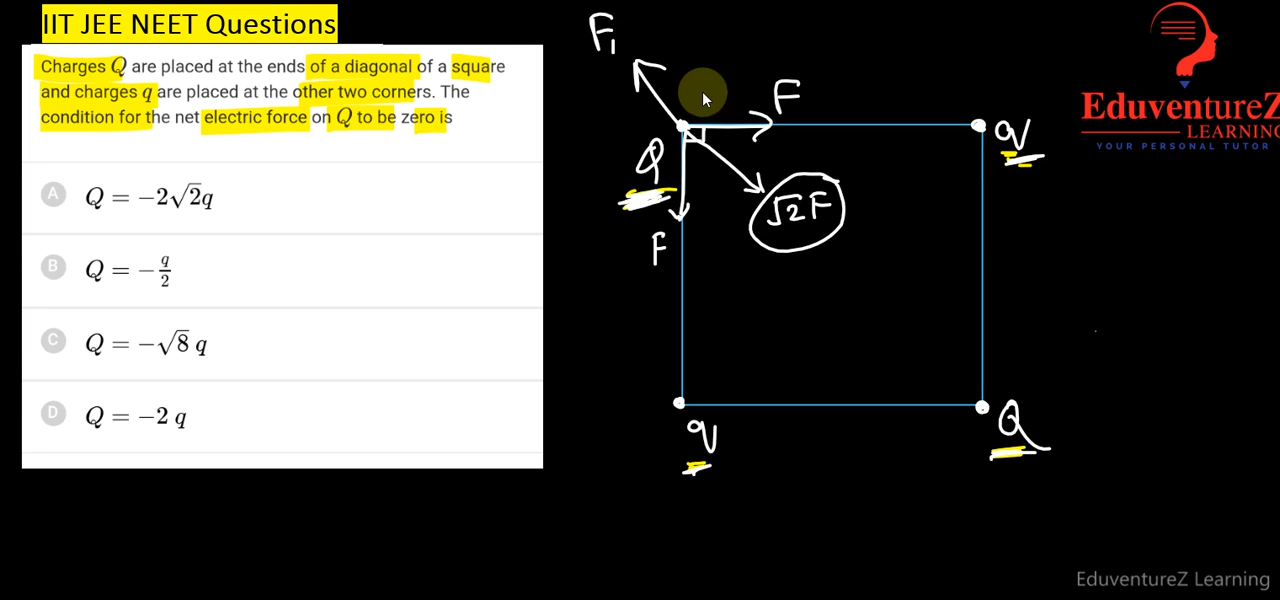 IIT JEE NEET Questions
Charges Q are placed at the ends of a diagonal of a square
and charges q are placed at the other two corners. The
condition for the net electric force on Q to be zero is
A Q = −2√2q
B Q = −q/2
C Q = −√8 q
D Q = −2 q
F₁
F
q
Q
√2F
F
q
Q
EduventureZ
LEARNING
YOUR PERSONAL TUTOR
EduventureZ Learning